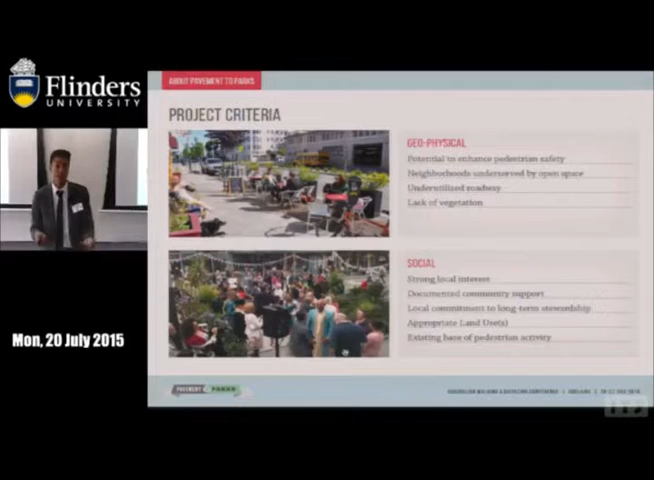 Flinders
UNIVERSITY
ABOUT PAVEMENT TO PARKS
PROJECT CRITERIA
GEO-PHYSICAL
Potential to enhance pedestrian safety
Neighborhoods underserved by open space
Underutilized roadway
Lack of vegetation
SOCIAL
Strong local interest
Documented community support
Local commitment to long-term stewardship
Appropriate Land Use(s)
Existing base of pedestrian activity
Mon, 20 July 2015
PAVEMENT PARKS